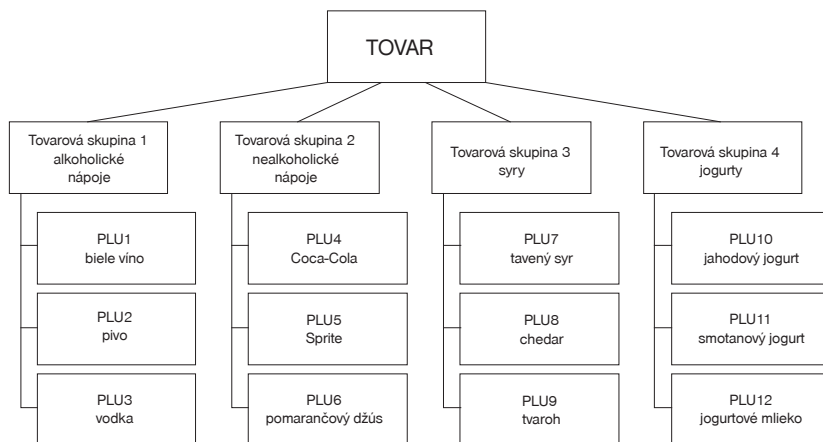 TOVAR
Tovarová skupina 1
alkoholické
nápoje
Tovarová skupina 2
nealkoholické
nápoje
Tovarová skupina 3
syry
Tovarová skupina 4
jogurty
PLU1
biele víno
PLU4
Coca-Cola
PLU7
tavený syr
PLU10
jahodový jogurt
PLU2
pivo
PLU5
Sprite
PLU8
chedar
PLU11
smotanový jogurt
PLU3
vodka
PLU6
pomarančový džús
PLU9
tvaroh
PLU12
jogurtové mlieko